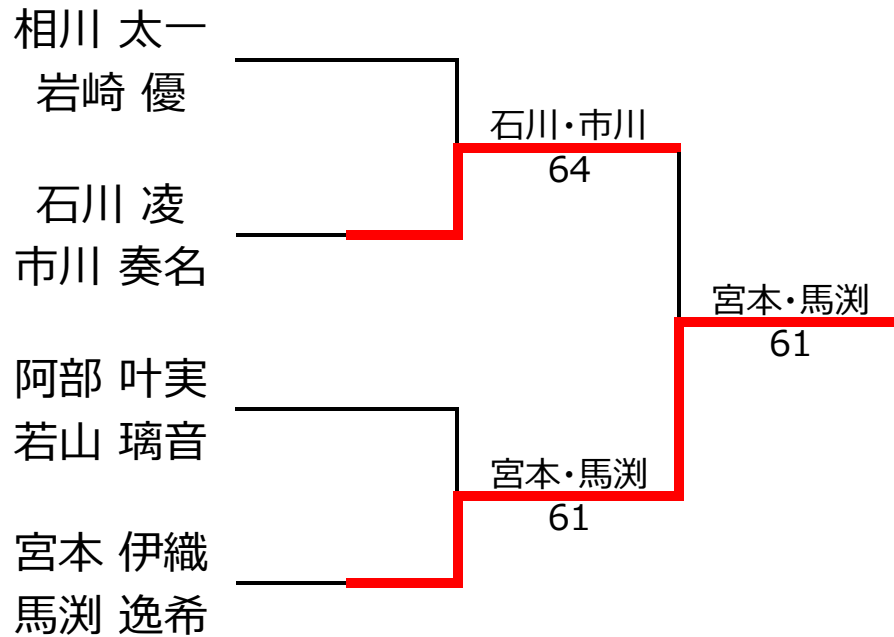 相川 太一
岩崎 優
石川 凌
市川 奏名
阿部 叶実
若山 璃音
宮本 伊織
馬渕 逸希
石川・市川
64
宮本・馬渕
61
宮本・馬渕
61